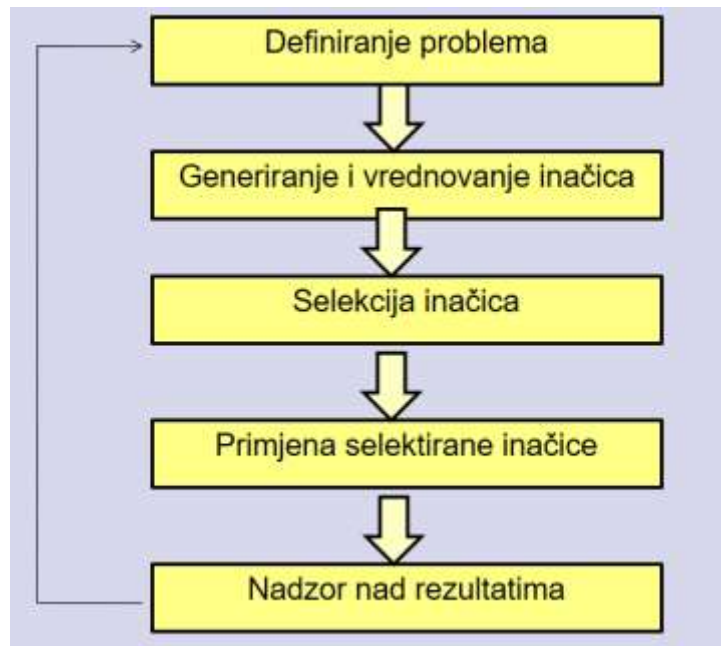 Definiranje problema
Generiranje i vrednovanje inačica
Selekcija inačica
Primjena selektirane inačice
Nadzor nad rezultatima